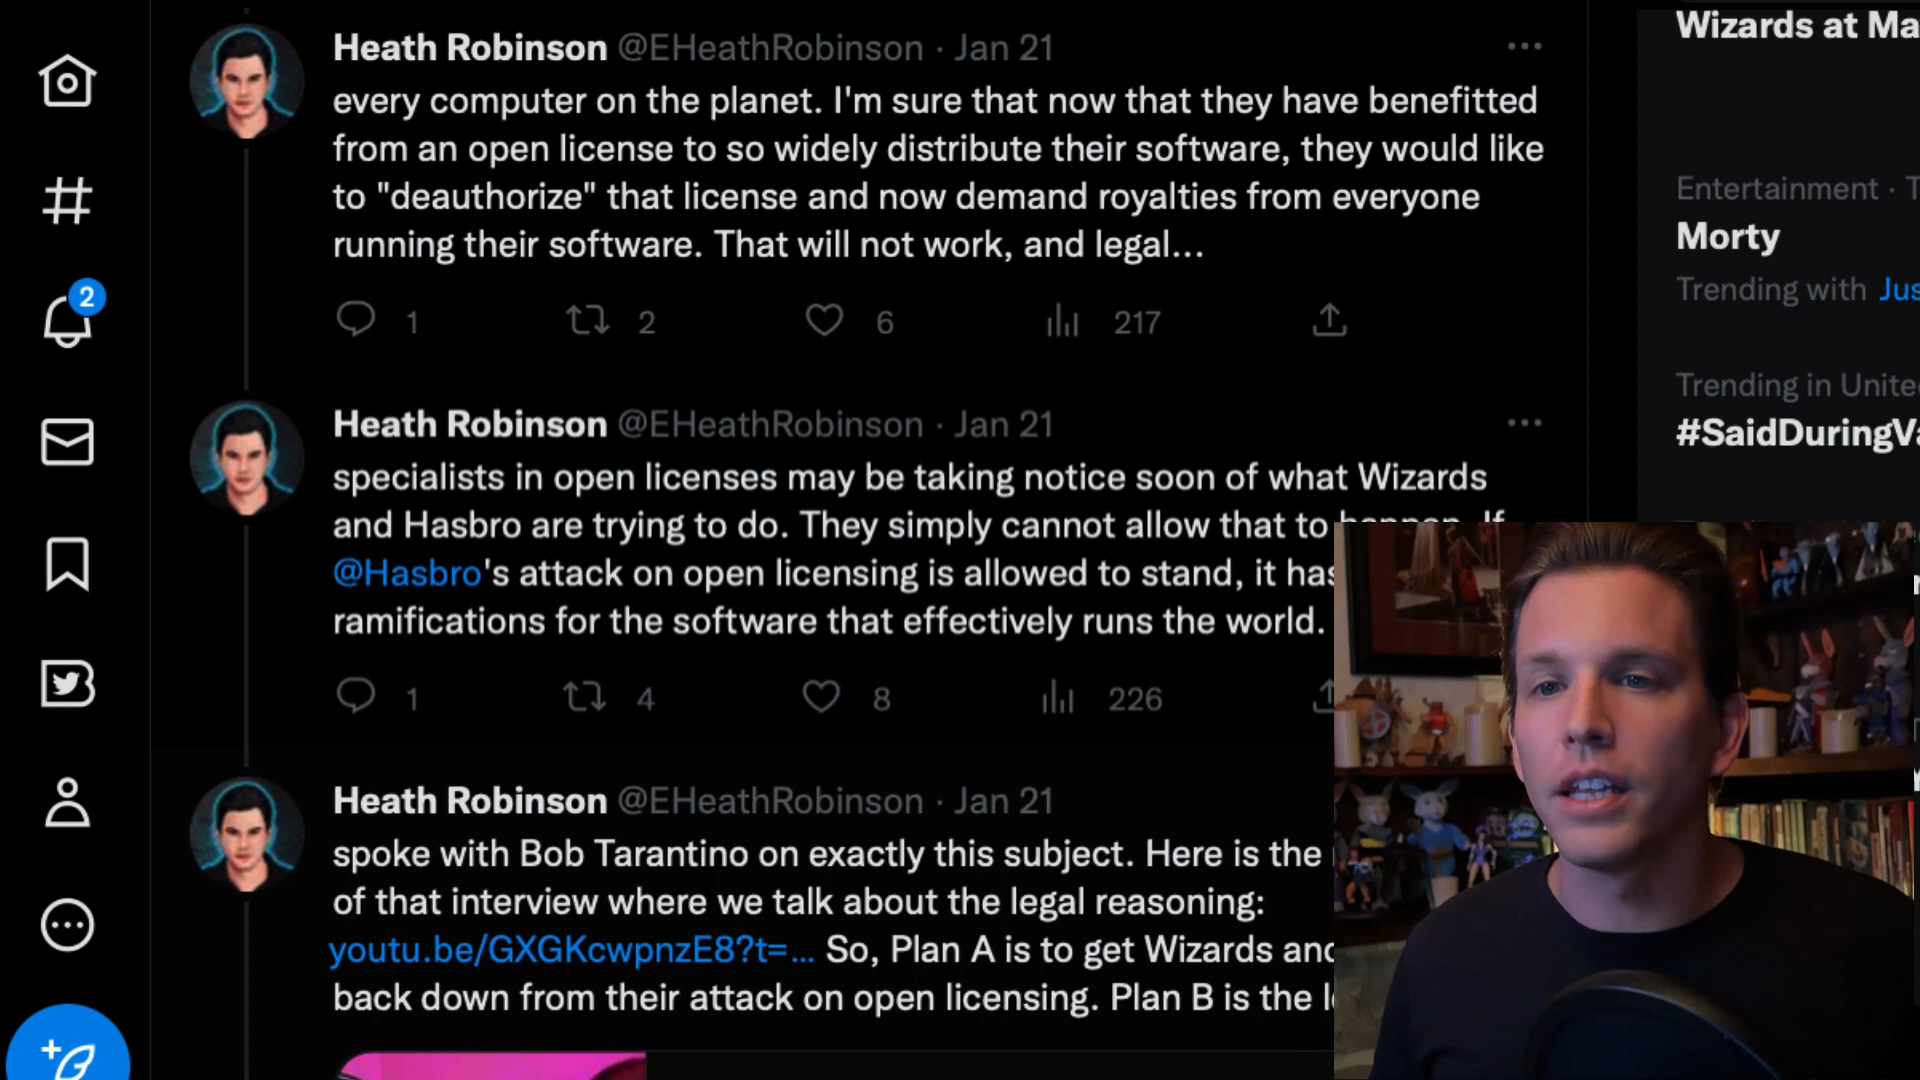 Heath Robinson @EHeathRobinson · Jan 21
every computer on the planet. I'm sure that now that they have benefitted
from an open license to so widely distribute their software, they would like
to "deauthorize" that license and now demand royalties from everyone
running their software. That will not work, and legal...
1 2 6 217
Heath Robinson @EHeathRobinson · Jan 21
specialists in open licenses may be taking notice soon of what Wizards
and Hasbro are trying to do. They simply cannot allow that to happen. If
@Hasbro's attack on open licensing is allowed to stand, it has
ramifications for the software that effectively runs the world.
1 4 8 226
Heath Robinson @EHeathRobinson · Jan 21
spoke with Bob Tarantino on exactly this subject. Here is the
of that interview where we talk about the legal reasoning:
youtu.be/GXGKcwpnzE8?t=... So, Plan A is to get Wizards and
back down from their attack on open licensing. Plan B is the
2
Wizards at Ma
Entertainment · T
Morty
Trending with Jus
Trending in Unite
#SaidDuringVa